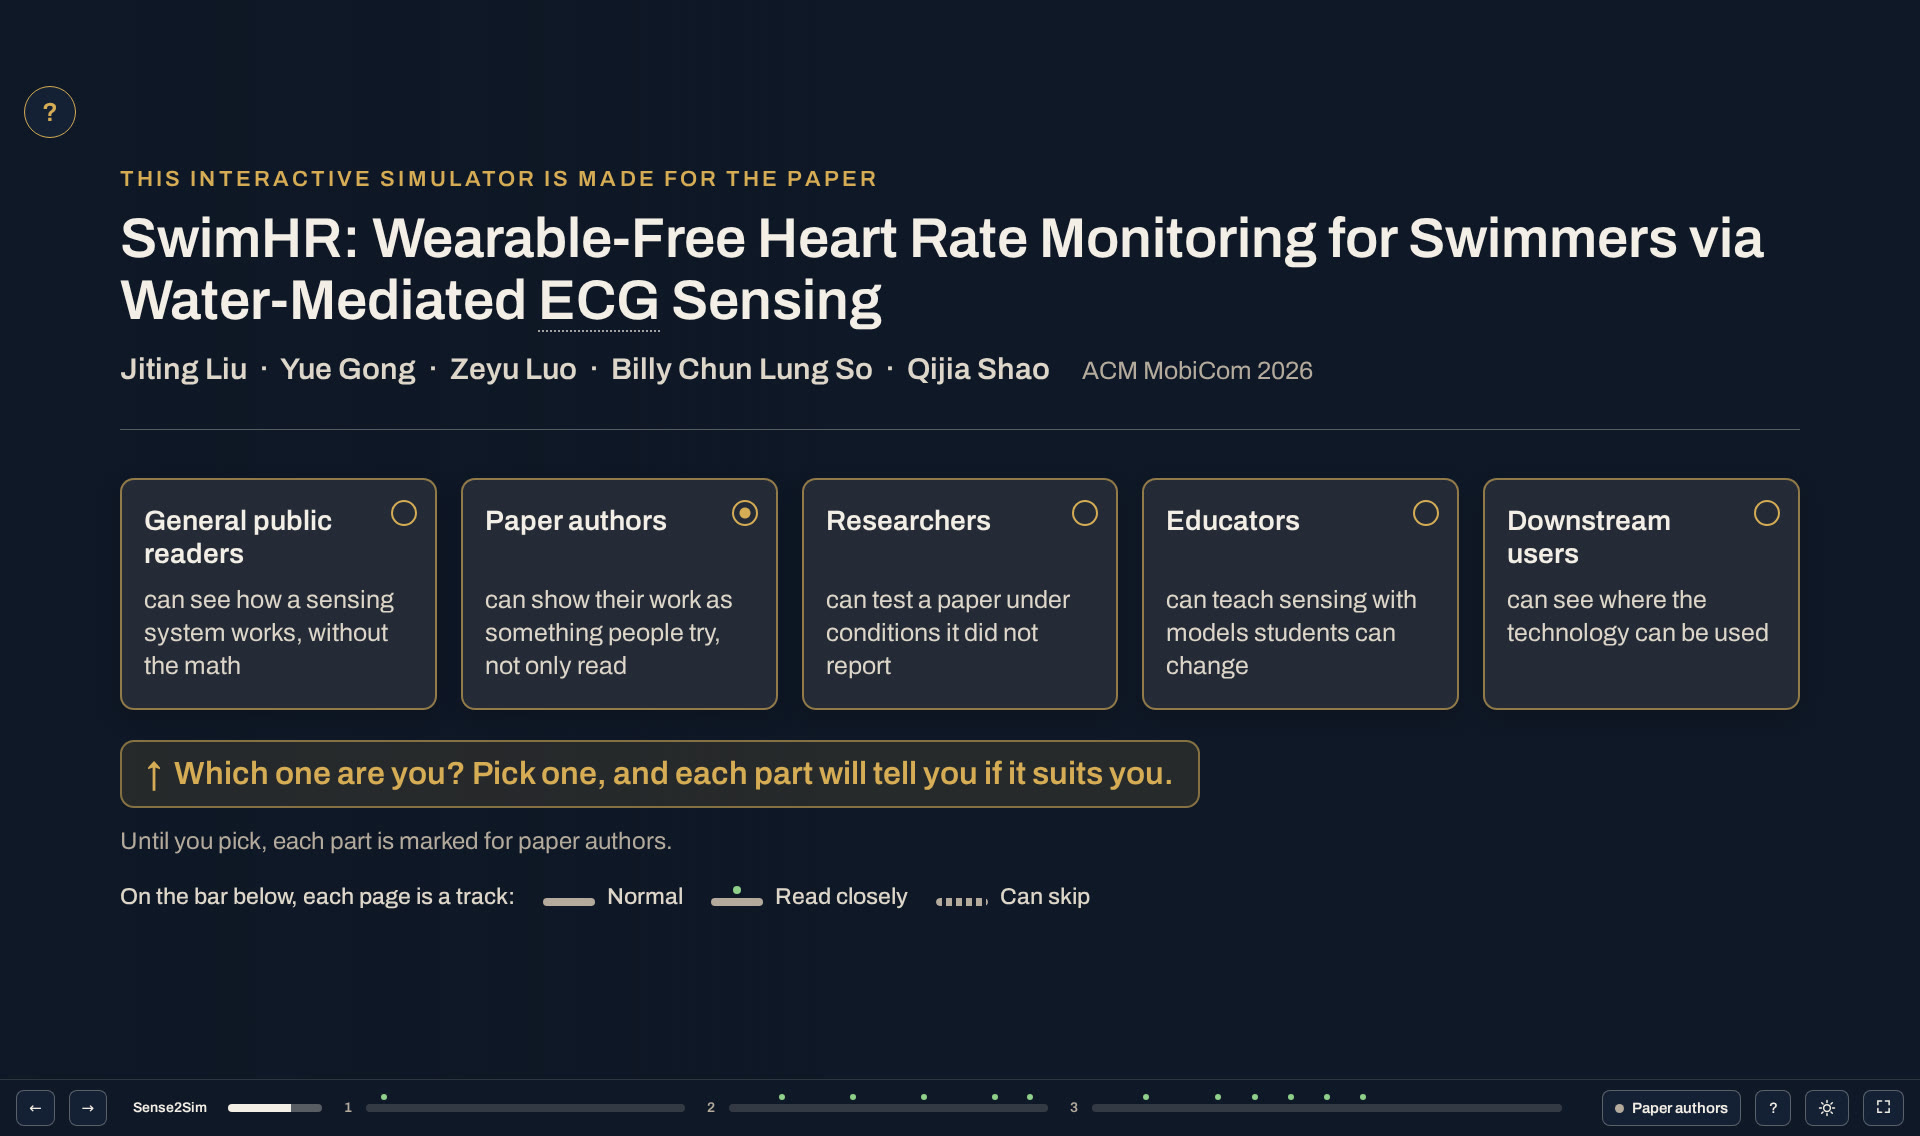 ?
THIS INTERACTIVE SIMULATOR IS MADE FOR THE PAPER
SwimHR: Wearable-Free Heart Rate Monitoring for Swimmers via
Water-Mediated ECG Sensing
Jiting Liu · Yue Gong · Zeyu Luo · Billy Chun Lung So · Qijia Shao ACM MobiCom 2026
General public
readers
can see how a sensing
system works, without
the math
Paper authors
can show their work as
something people try,
not only read
Researchers
can test a paper under
conditions it did not
report
Educators
can teach sensing with
models students can
change
Downstream
users
can see where the
technology can be used
↑ Which one are you? Pick one, and each part will tell you if it suits you.
Until you pick, each part is marked for paper authors.
On the bar below, each page is a track: Normal Read closely Can skip
← → Sense2Sim 1 2 3 Paper authors ?